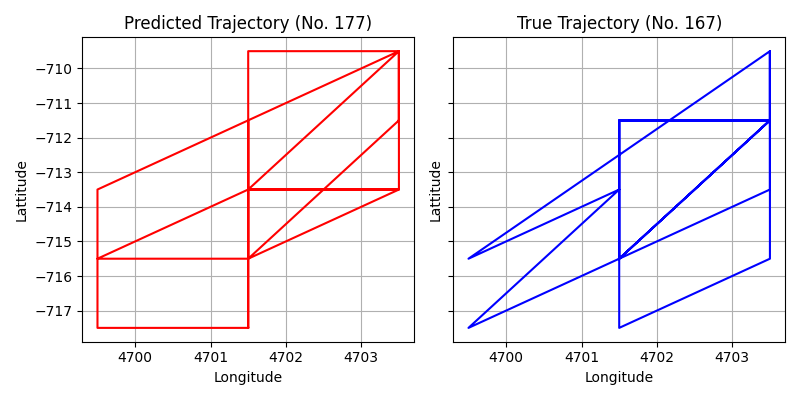 Predicted Trajectory (No. 177)
True Trajectory (No. 167)
Lattitude
−710
−711
−712
−713
−714
−715
−716
−717
4700
4701
4702
4703
Longitude
Lattitude
4700
4701
4702
4703
Longitude